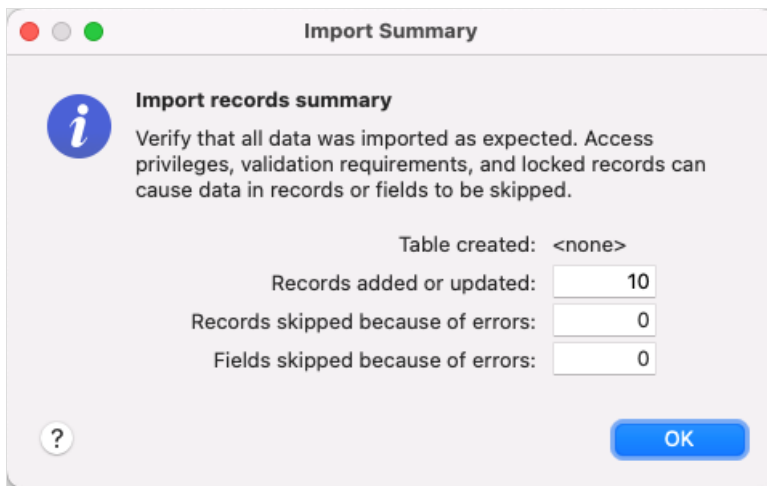 Import Summary
Import records summary
Verify that all data was imported as expected. Access
privileges, validation requirements, and locked records can
cause data in records or fields to be skipped.
Table created: <none>
Records added or updated: 10
Records skipped because of errors: 0
Fields skipped because of errors: 0
? OK